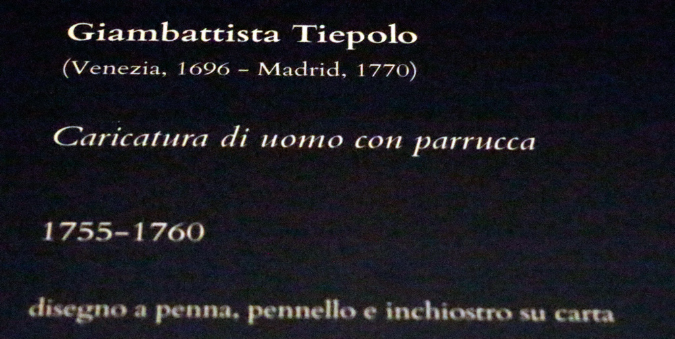 Giambattista Tiepolo
(Venezia, 1696 - Madrid, 1770)
Caricatura di uomo con parrucca
1755-1760
disegno a penna, pennello e inchiostro su carta